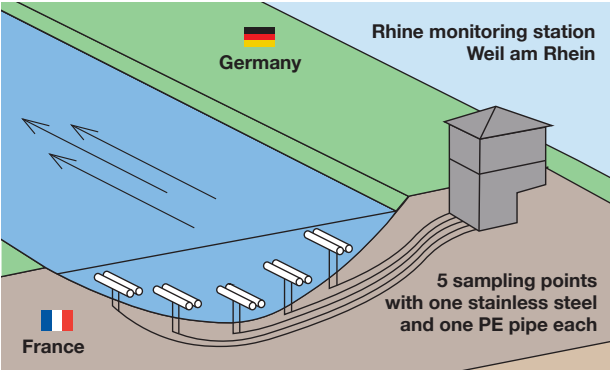 Rhine monitoring station
Weil am Rhein
Germany
5 sampling points
with one stainless steel
and one PE pipe each
France